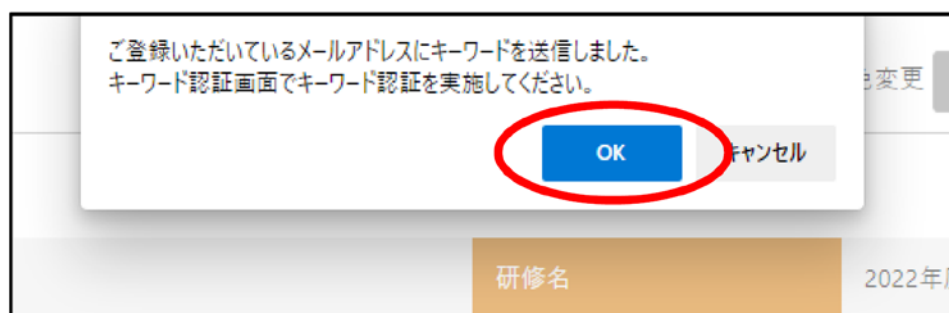 ご登録いただいているメールアドレスにキーワードを送信しました。
キーワード認証画面でキーワード認証を実施してください。
変更
OK
キャンセル
研修名
2022年